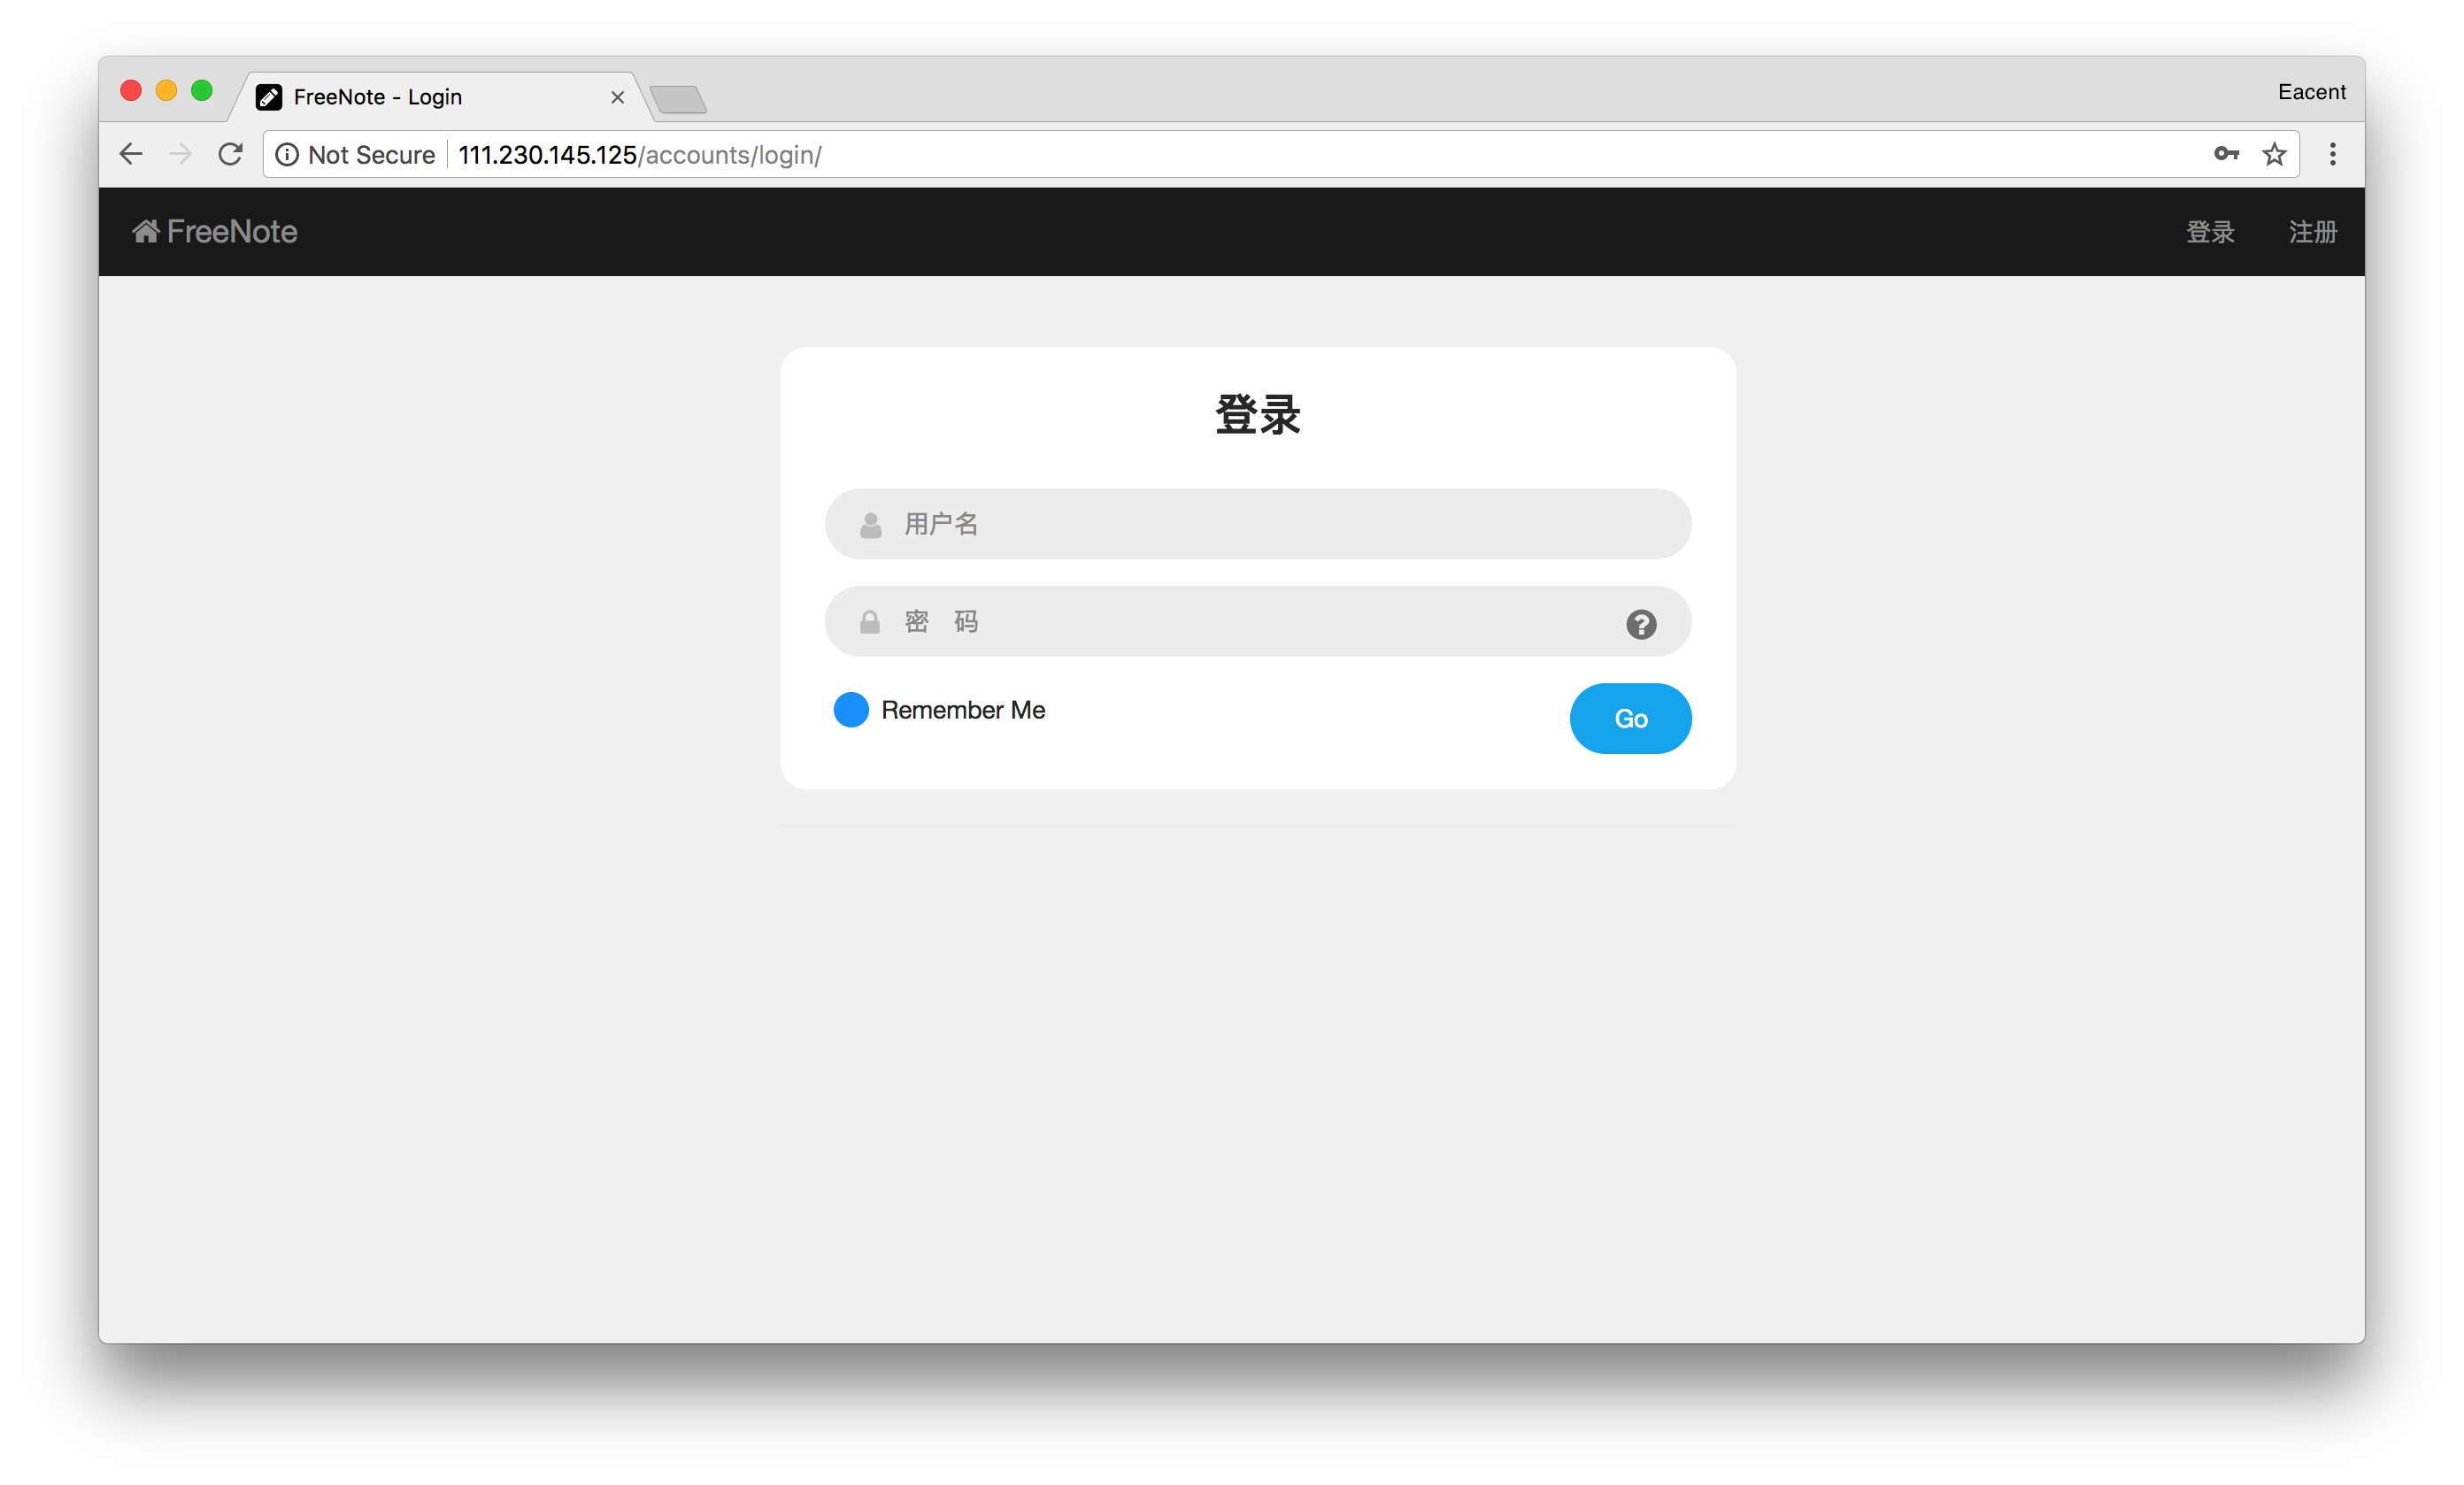 FreeNote - Login
Eacent
Not Secure 111.230.145.125/accounts/login/
FreeNote 登录 注册
登录
用户名
密 码
Remember Me Go